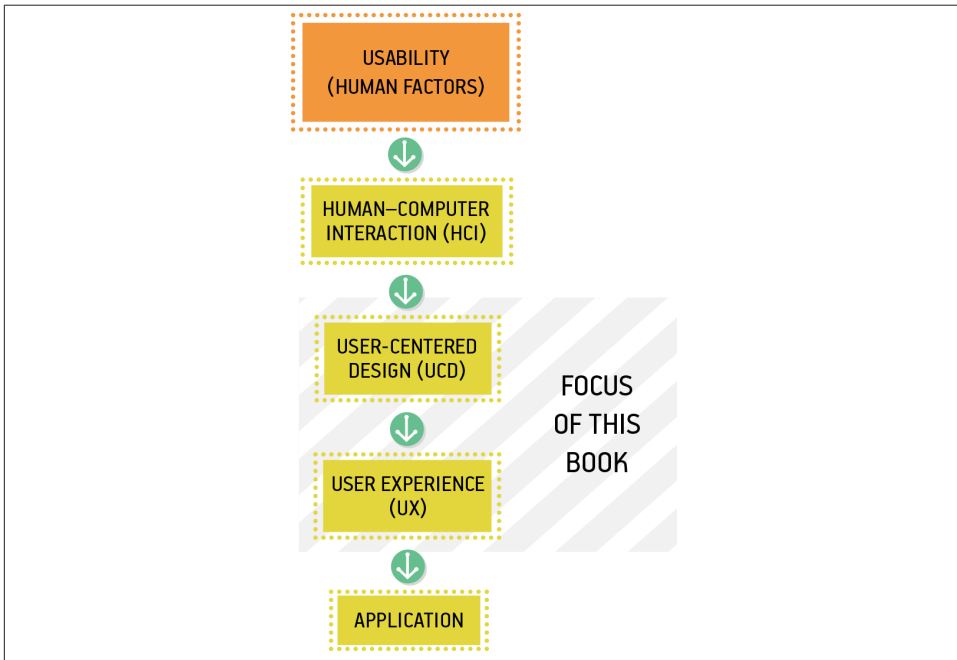 USABILITY
(HUMAN FACTORS)
HUMAN–COMPUTER
INTERACTION (HCI)
USER-CENTERED
DESIGN (UCD)
FOCUS
OF THIS
BOOK
USER EXPERIENCE
(UX)
APPLICATION